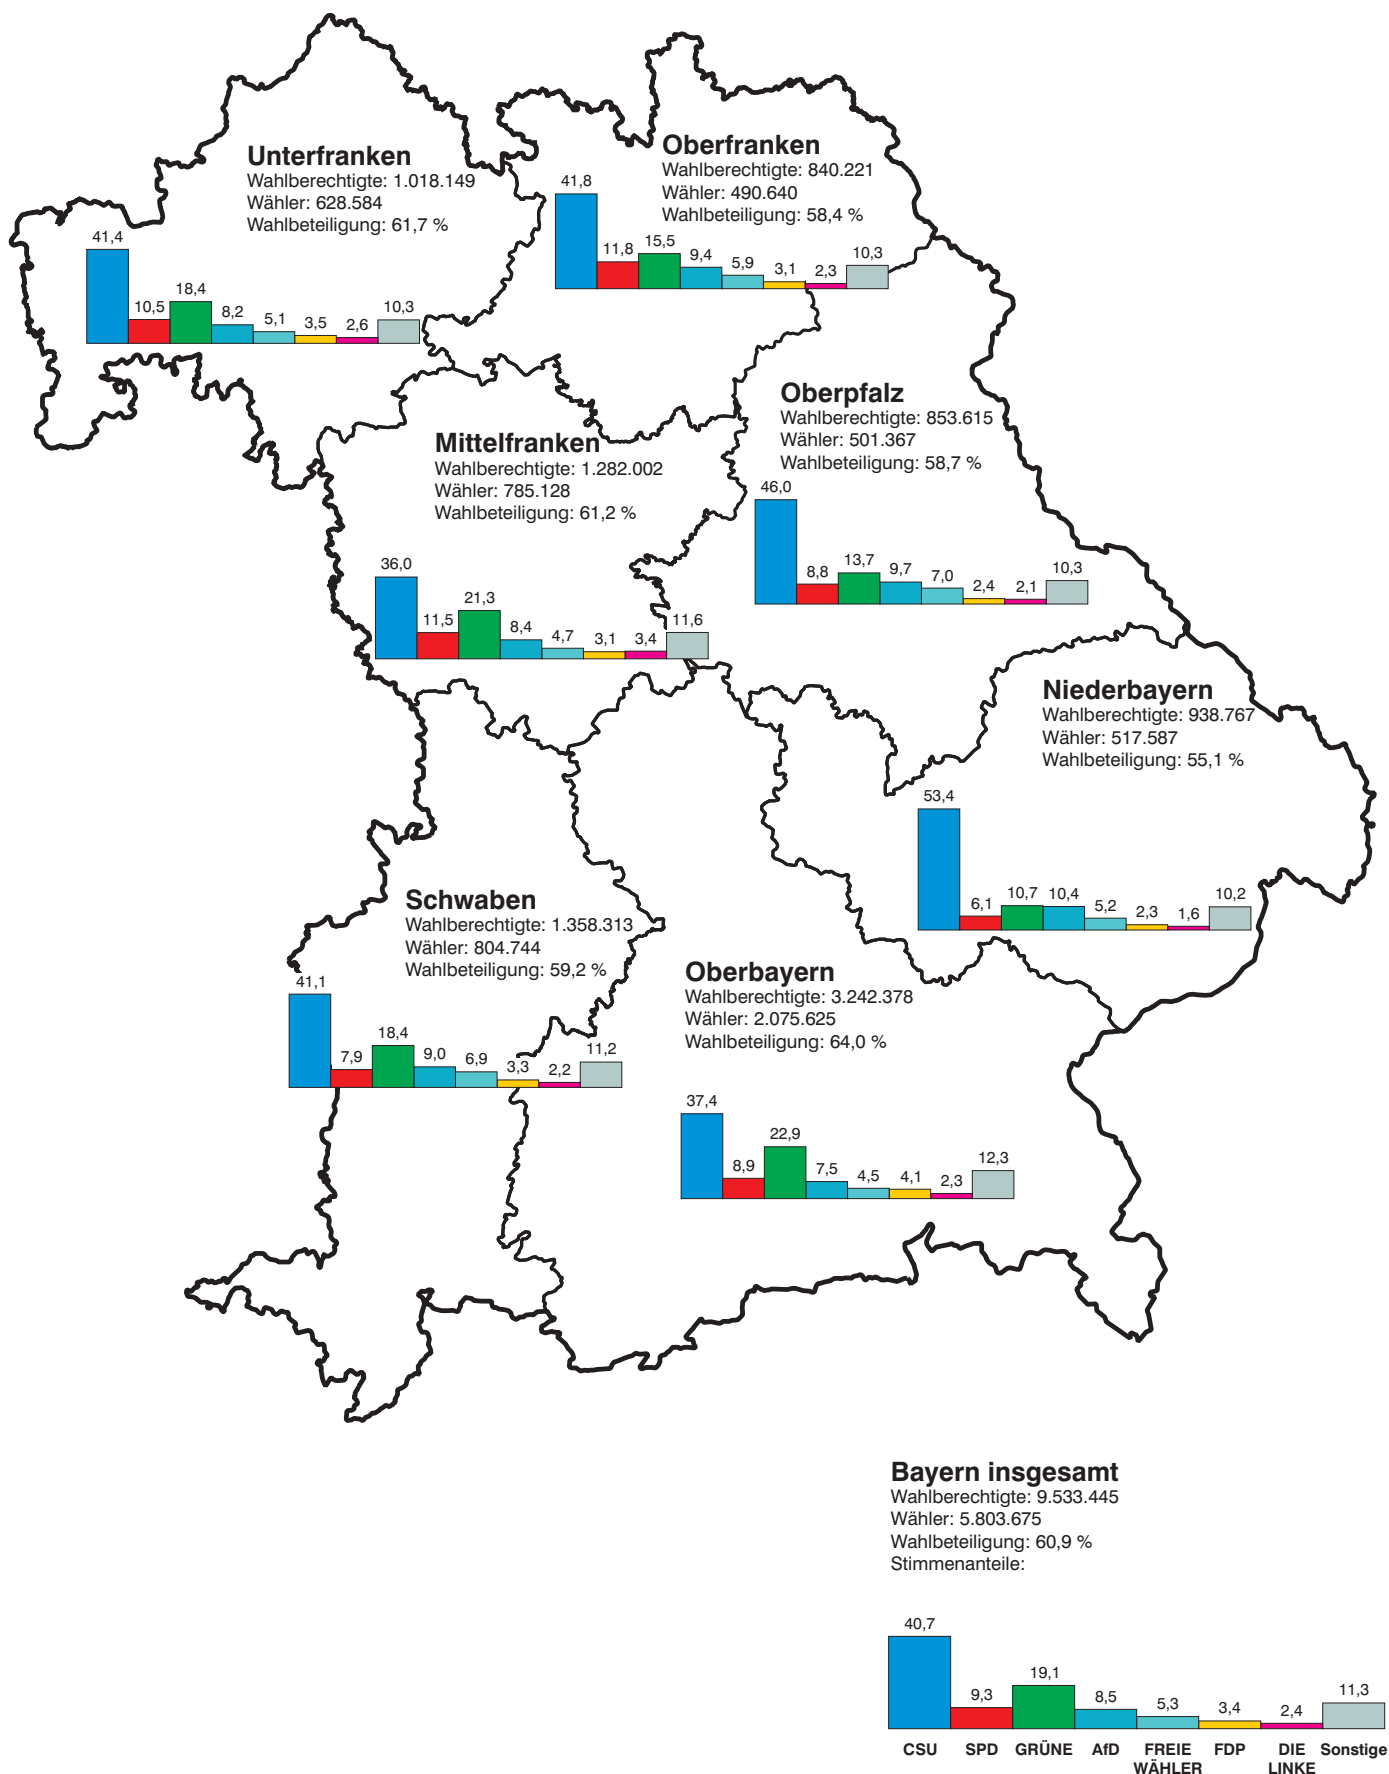 Unterfranken
Wahlberechtigte: 1.018.149
Wähler: 628.584
Wahlbeteiligung: 61,7 %
41,4
10,5
18,4
8,2
5,1
3,5
2,6
10,3
Oberfranken
Wahlberechtigte: 840.221
Wähler: 490.640
Wahlbeteiligung: 58,4 %
41,8
11,8
15,5
9,4
5,9
3,1
2,3
10,3
Mittelfranken
Wahlberechtigte: 1.282.002
Wähler: 785.128
Wahlbeteiligung: 61,2 %
36,0
11,5
21,3
8,4
4,7
3,1
3,4
11,6
Oberpfalz
Wahlberechtigte: 853.615
Wähler: 501.367
Wahlbeteiligung: 58,7 %
46,0
8,8
13,7
9,7
7,0
2,4
2,1
10,3
Niederbayern
Wahlberechtigte: 938.767
Wähler: 517.587
Wahlbeteiligung: 55,1 %
53,4
6,1
10,7
10,4
5,2
2,3
1,6
10,2
Schwaben
Wahlberechtigte: 1.358.313
Wähler: 804.744
Wahlbeteiligung: 59,2 %
41,1
7,9
18,4
9,0
6,9
3,3
2,2
11,2
Oberbayern
Wahlberechtigte: 3.242.378
Wähler: 2.075.625
Wahlbeteiligung: 64,0 %
37,4
8,9
22,9
7,5
4,5
4,1
2,3
12,3
Bayern insgesamt
Wahlberechtigte: 9.533.445
Wähler: 5.803.675
Wahlbeteiligung: 60,9 %
Stimmenanteile:
40,7
9,3
19,1
8,5
5,3
3,4
2,4
11,3
CSU SPD GRÜNE AfD FREIE FDP DIE Sonstige
WÄHLER LINKE